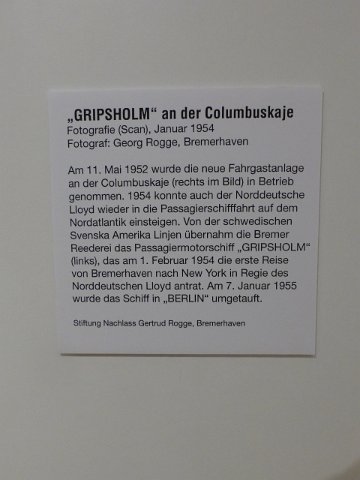 „GRIPSHOLM“ an der Columbuskaje
Fotografie (Scan), Januar 1954
Fotograf: Georg Rogge, Bremerhaven
Am 11. Mai 1952 wurde die neue Fahrgastanlage
an der Columbuskaje (rechts im Bild) in Betrieb
genommen. 1954 konnte auch der Norddeutsche
Lloyd wieder in die Passagierschifffahrt auf dem
Nordatlantik einsteigen. Von der schwedischen
Svenska Amerika Linjen übernahm die Bremer
Reederei das Passagiermotorschiff „GRIPSHOLM“
(links), das am 1. Februar 1954 die erste Reise
von Bremerhaven nach New York in Regie des
Norddeutschen Lloyd antrat. Am 7. Januar 1955
wurde das Schiff in „BERLIN“ umgetauft.
Stiftung Nachlass Gertrud Rogge, Bremerhaven